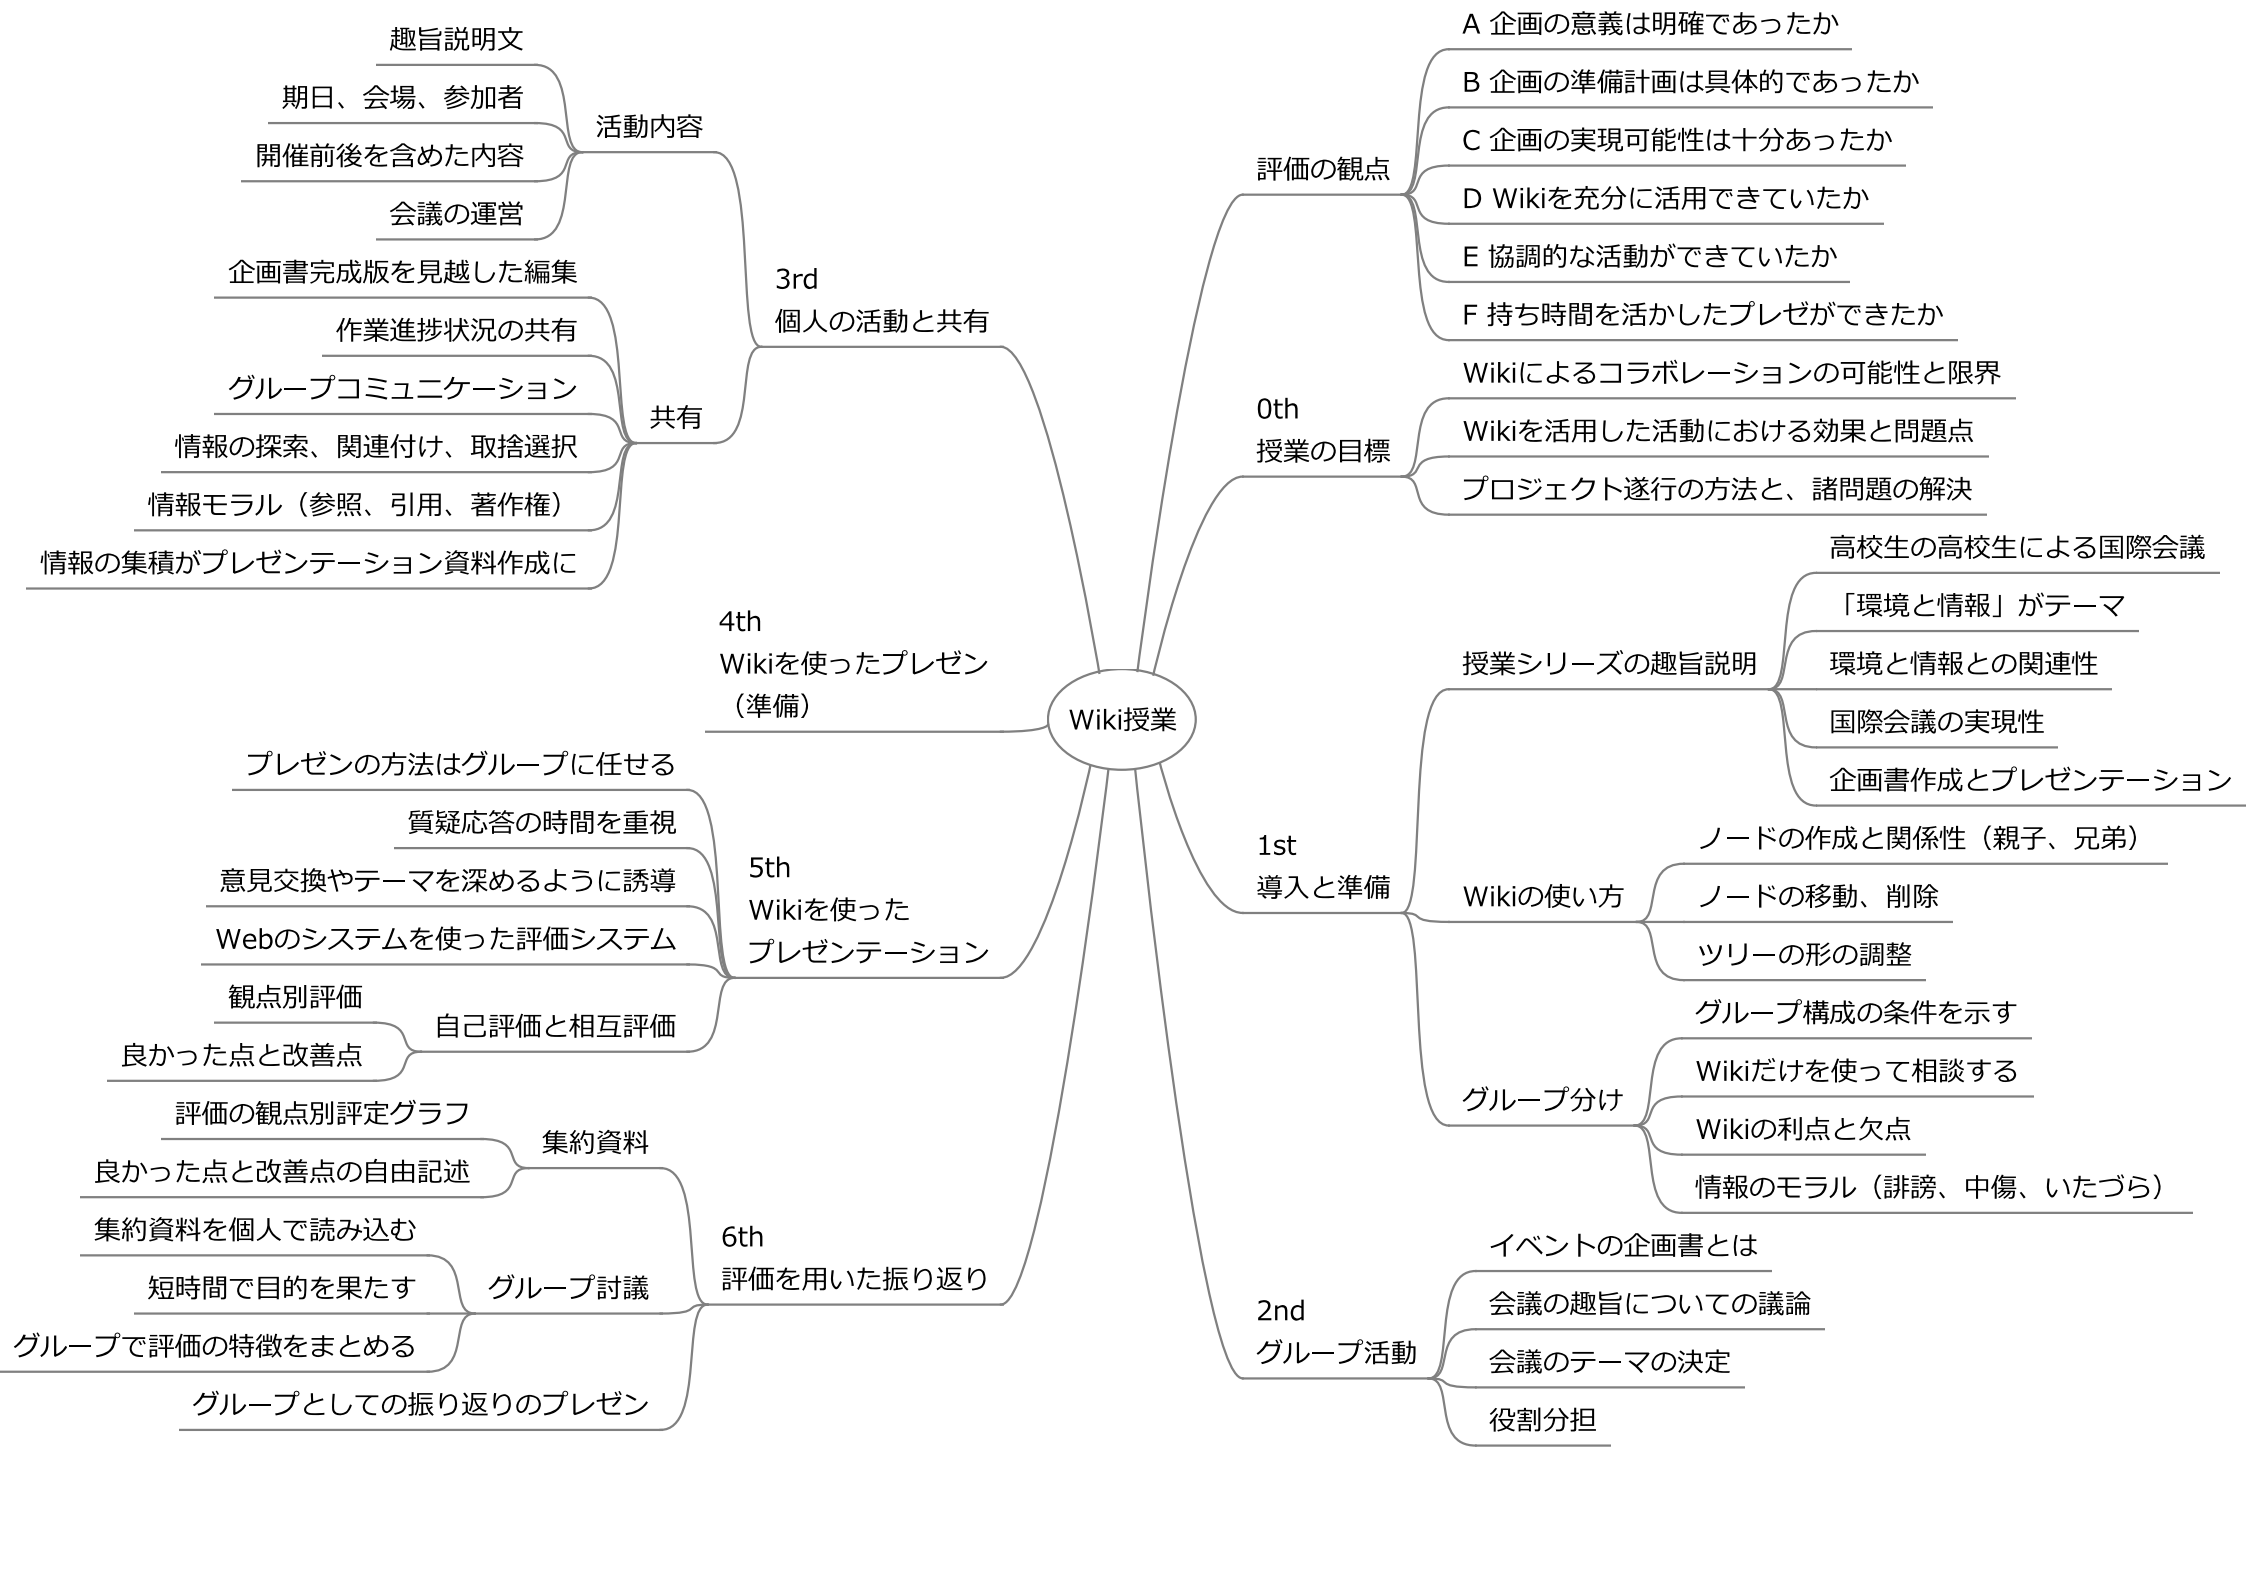 Wiki授業
評価の観点
A 企画の意義は明確であったか
B 企画の準備計画は具体的であったか
C 企画の実現可能性は十分あったか
D Wikiを充分に活用できていたか
E 協調的な活動ができていたか
F 持ち時間を活かしたプレゼができたか
0th
授業の目標
Wikiによるコラボレーションの可能性と限界
Wikiを活用した活動における効果と問題点
プロジェクト遂行の方法と、諸問題の解決
1st
導入と準備
授業シリーズの趣旨説明
高校生の高校生による国際会議
「環境と情報」がテーマ
環境と情報との関連性
国際会議の実現性
企画書作成とプレゼンテーション
Wikiの使い方
ノードの作成と関係性（親子、兄弟）
ノードの移動、削除
ツリーの形の調整
グループ分け
グループ構成の条件を示す
Wikiだけを使って相談する
Wikiの利点と欠点
情報のモラル（誹謗、中傷、いたづら）
2nd
グループ活動
イベントの企画書とは
会議の趣旨についての議論
会議のテーマの決定
役割分担
3rd
個人の活動と共有
活動内容
趣旨説明文
期日、会場、参加者
開催前後を含めた内容
会議の運営
共有
企画書完成版を見越した編集
作業進捗状況の共有
グループコミュニケーション
情報の探索、関連付け、取捨選択
情報モラル（参照、引用、著作権）
情報の集積がプレゼンテーション資料作成に
4th
Wikiを使ったプレゼン
（準備）
5th
Wikiを使った
プレゼンテーション
プレゼンの方法はグループに任せる
質疑応答の時間を重視
意見交換やテーマを深めるように誘導
Webのシステムを使った評価システム
自己評価と相互評価
観点別評価
良かった点と改善点
6th
評価を用いた振り返り
集約資料
評価の観点別評定グラフ
良かった点と改善点の自由記述
グループ討議
集約資料を個人で読み込む
短時間で目的を果たす
グループで評価の特徴をまとめる
グループとしての振り返りのプレゼン